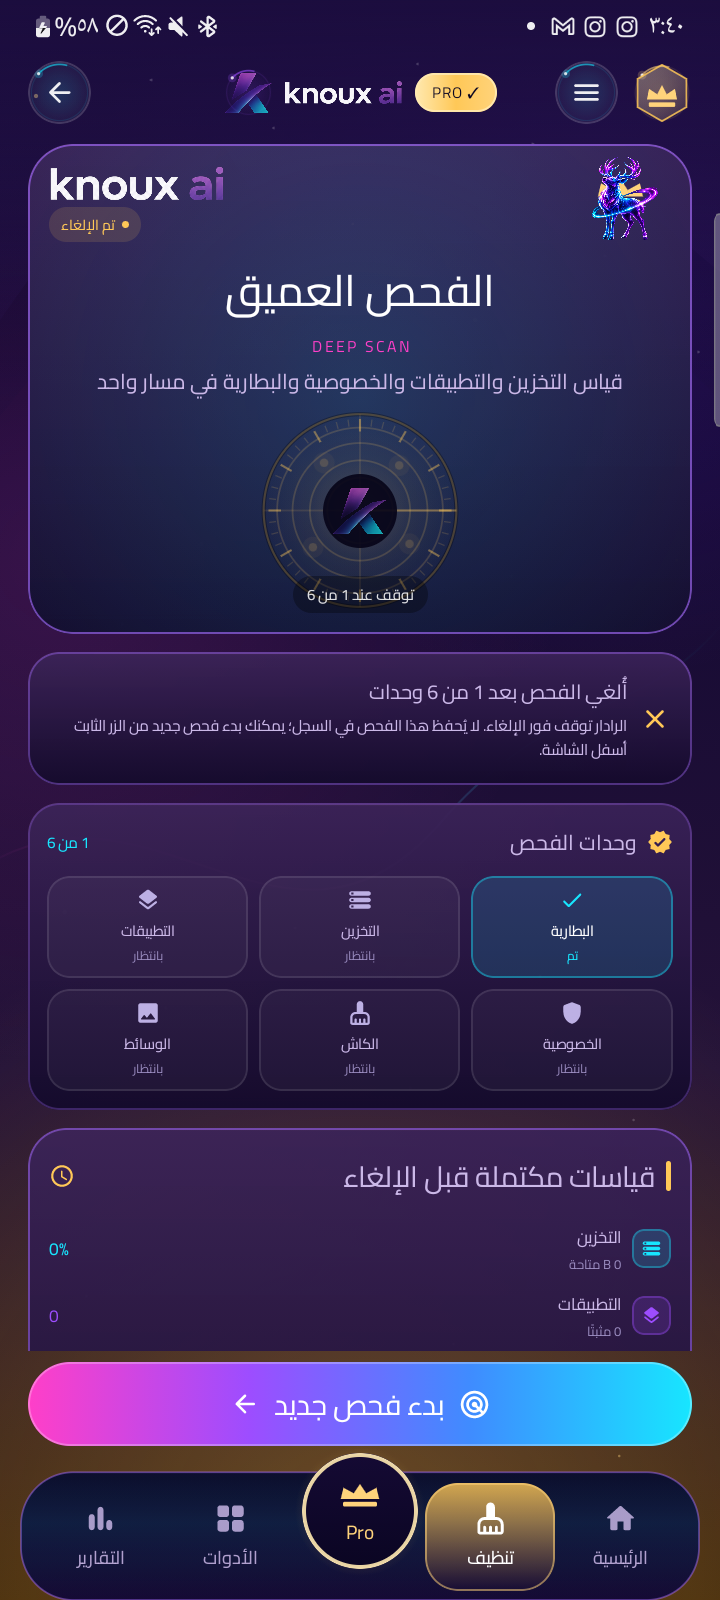 ٣:٤٠
%٥٨
knoux ai
PRO ✓
knoux ai
تم الإلغاء
الفحص العميق
DEEP SCAN
قياس التخزين والتطبيقات والخصوصية والبطارية في مسار واحد
توقف عند 1 من 6
أُلغي الفحص بعد 1 من 6 وحدات
الرادار توقف فور الإلغاء. لا يُحفظ هذا الفحص في السجل؛ يمكنك بدء فحص جديد من الزر الثابت
أسفل الشاشة.
وحدات الفحص
1 من 6
البطارية
تم
التخزين
بانتظار
التطبيقات
بانتظار
الخصوصية
بانتظار
الكاش
بانتظار
الوسائط
بانتظار
قياسات مكتملة قبل الإلغاء
التخزين
0 B متاحة
0%
التطبيقات
0 مثبتًا
0
بدء فحص جديد
الرئيسية
تنظيف
Pro
الأدوات
التقارير